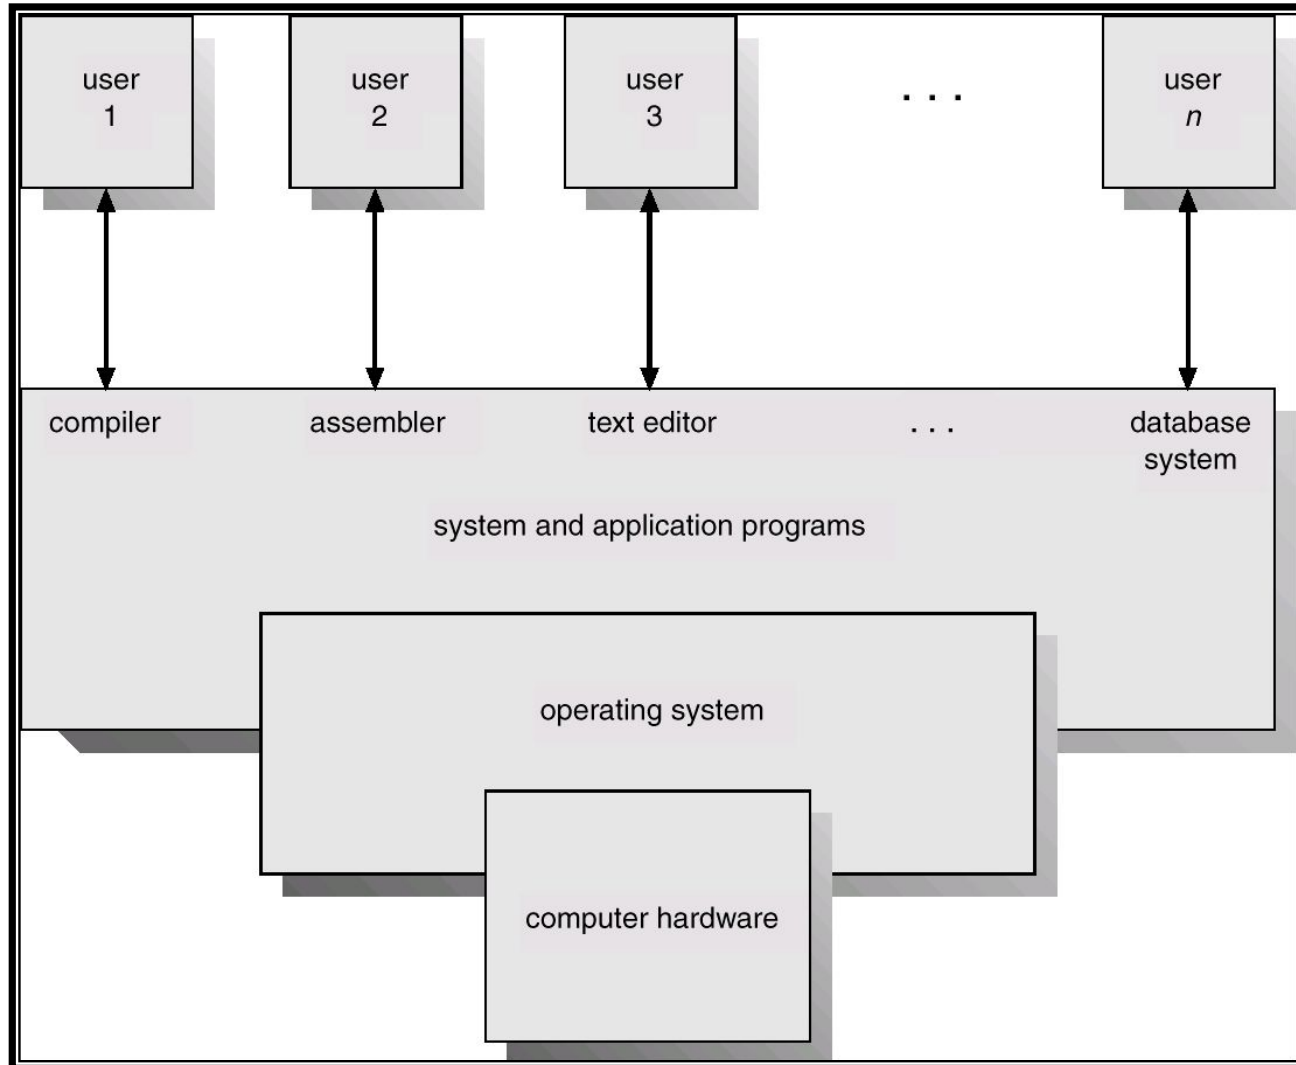 user
1
user
2
user
3
. . .
user
n
compiler
assembler
text editor
. . .
database
system
system and application programs
operating system
computer hardware